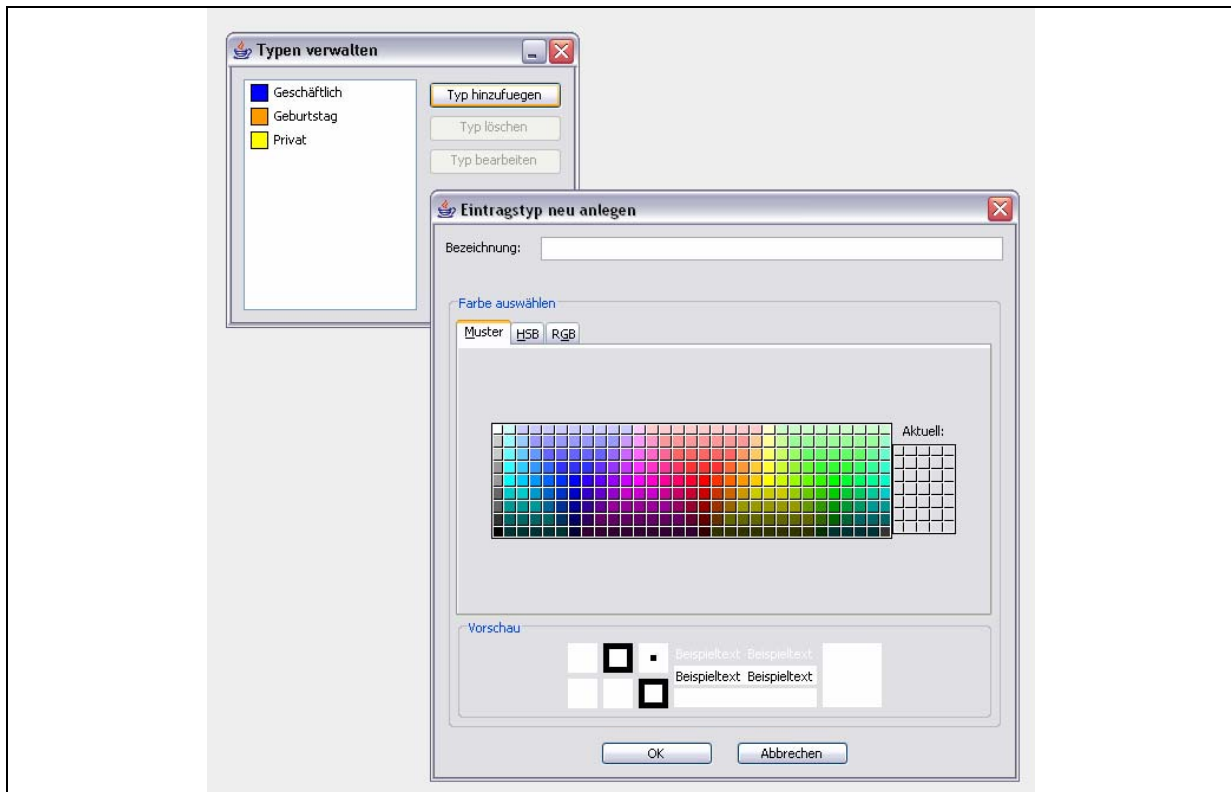 Typen verwalten
Geschäftlich
Geburtstag
Privat
Typ hinzufuegen
Typ löschen
Typ bearbeiten
Eintragstyp neu anlegen
Bezeichnung:
Farbe auswählen
Muster HSB RGB
Aktuell:
Vorschau
Beispieltext Beispieltext
Beispieltext Beispieltext
OK Abbrechen